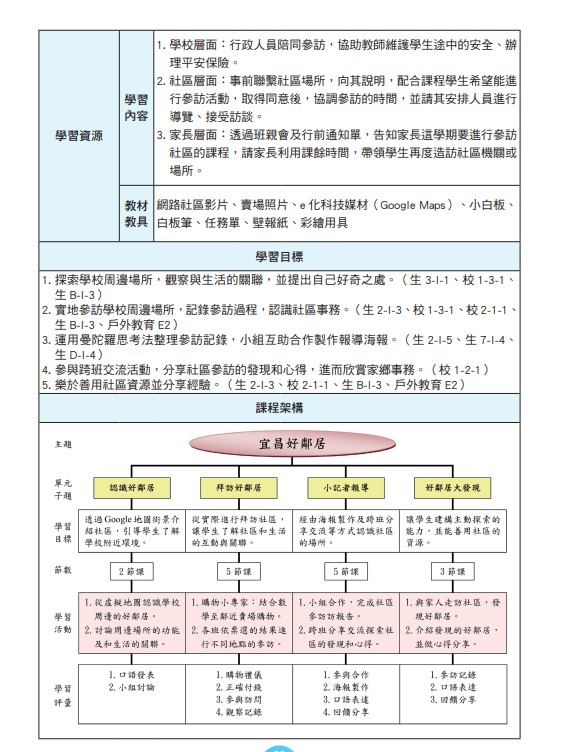 學習資源
學習
內容
1. 學校層面：行政人員陪同參訪，協助教師維護學生途中的安全、辦
理平安保險。
2. 社區層面：事前聯繫社區場所，向其說明，配合課程學生希望能進
行參訪活動，取得同意後，協調參訪的時間，並請其安排人員進行
導覽、接受訪談。
3. 家長層面：透過班親會及行前通知單，告知家長這學期要進行參訪
社區的課程，請家長利用課餘時間，帶領學生再度造訪社區機關或
場所。
教材
教具
網路社區影片、賣場照片、e 化科技媒材（Google Maps）、小白板、
白板筆、任務單、壁報紙、彩繪用具
學習目標
1. 探索學校周邊場所，觀察與生活的關聯，並提出自己好奇之處。（生 3-I-1、校 1-3-1、
生 B-I-3）
2. 實地參訪學校周邊場所，記錄參訪過程，認識社區事務。（生 2-I-3、校 1-3-1、校 2-1-1、
生 B-I-3、戶外教育 E2）
3. 運用曼陀羅思考法整理參訪記錄，小組互助合作製作報導海報。（生 2-I-5、生 7-I-4、
生 D-I-4）
4. 參與跨班交流活動，分享社區參訪的發現和心得，進而欣賞家鄉事務。（校 1-2-1）
5. 樂於善用社區資源並分享經驗。（生 2-I-3、校 2-1-1、生 B-I-3、戶外教育 E2）
課程架構
主題
宜昌好鄰居
單元
子題
認識好鄰居
拜訪好鄰居
小記者報導
好鄰居大發現
學習
目標
透過Google地圖街景介
紹社區，引導學生了解
學校附近環境。
從實際進行拜訪社區，
讓學生了解社區和生活
的互動與關聯。
經由海報製作及跨班分
享交流等方式認識社區
的場所。
讓學生建構主動探索的
能力，並能善用社區的
資源。
節數
2節課
5節課
5節課
3節課
學習
活動
1. 從虛擬地圖認識學校
周邊的好鄰居。
2. 討論周邊場所的功能
及和生活的關聯。
1. 購物小專家：結合數
學至鄰近賣場購物。
2. 各班依票選的結果進
行不同地點的參訪。
1. 小組合作，完成社區
參訪訪報告。
2. 跨班分享交流探索社
區的發現和心得。
1. 與家人走訪社區，發
現好鄰居。
2. 介紹發現的好鄰居，
並做心得分享。
學習
評量
1. 口語發表
2. 小組討論
1. 購物禮儀
2. 正確付錢
3. 參與訪問
4. 觀察記錄
1. 參與合作
2. 海報製作
3. 口語表達
4. 回饋分享
1. 參訪記錄
2. 口語表達
3. 回饋分享